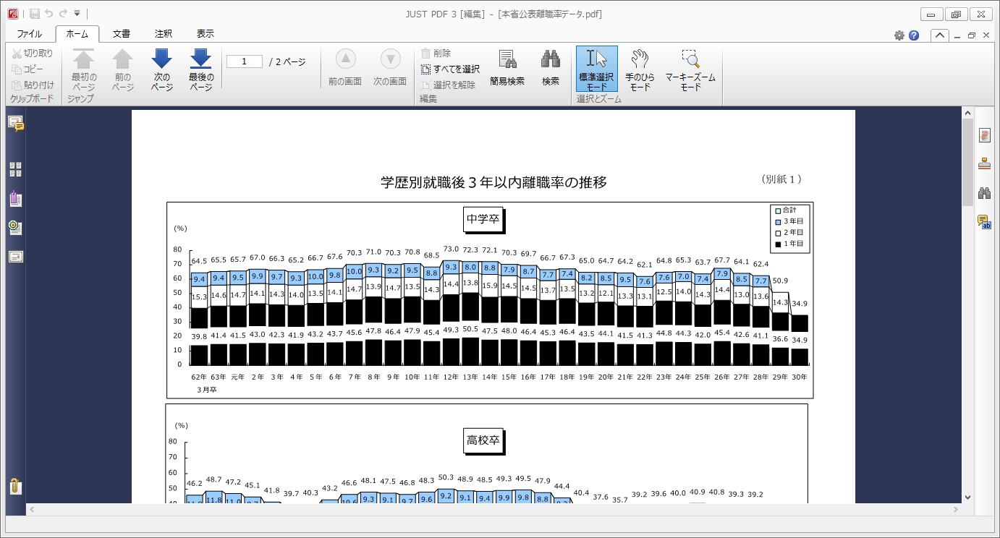 JUST PDF 3 [編集] - [本省公表離職率データ.pdf]
ファイル ホーム 文書 注釈 表示
切り取り
コピー
貼り付け
クリップボード
最初の
ページ
前の
ページ
次の
ページ
最後の
ページ
ジャンプ
1 / 2 ページ
前の画面 次の画面
削除
すべてを選択
選択を解除
編集
簡易検索 検索
標準選択
モード
手のひら
モード
マーキーズーム
モード
選択とズーム
学歴別就職後３年以内離職率の推移
（別紙１）
中学卒
合計
３年目
２年目
１年目
(%)
80
70
60
50
40
30
20
10
0
64.5 65.5 65.7 67.0 66.3 65.2 66.7 67.6 70.3 71.0 70.3 70.8 68.5 73.0 72.3 72.1 70.3 69.7 66.7 67.3 65.0 64.7 64.2 62.1 64.8 65.3 63.7 67.7 64.1 62.4 50.9 34.9
9.4 9.4 9.5 9.9 9.7 9.3 10.0 9.8 10.0 9.3 9.2 9.5 8.8 9.3 8.0 8.8 7.9 8.7 7.7 7.4 8.2 8.5 9.5 7.6 7.6 7.0 7.4 7.9 8.5 7.7
15.3 14.6 14.7 14.1 14.3 14.0 13.5 14.1 14.7 13.9 14.7 13.5 14.3 14.4 13.8 15.9 14.5 14.5 13.7 13.5 13.2 12.1 13.3 13.1 12.5 14.0 14.3 14.4 13.0 13.6 14.3
39.8 41.4 41.5 43.0 42.3 41.9 43.2 43.7 45.6 47.8 46.4 47.9 45.4 49.3 50.5 47.5 48.0 46.4 45.3 46.4 43.5 44.1 41.5 41.3 44.8 44.3 42.0 45.4 42.6 41.1 36.6 34.9
62年 63年 元年 2年 3年 4年 5年 6年 7年 8年 9年 10年 11年 12年 13年 14年 15年 16年 17年 18年 19年 20年 21年 22年 23年 24年 25年 26年 27年 28年 29年 30年
３月卒
高校卒
(%)
80
70
60
50
46.2 48.7 47.2 45.1 41.8 39.7 40.3 43.2 46.6 48.1 47.5 46.8 48.3 50.3 48.9 48.5 49.3 49.5 47.9 44.4 40.4 37.6 35.7 39.2 39.6 40.0 40.9 40.8 39.3 39.2
11.8 11.0 9.3 9.1 9.7 9.6 9.2 9.1 9.4 9.9 9.8 8.8